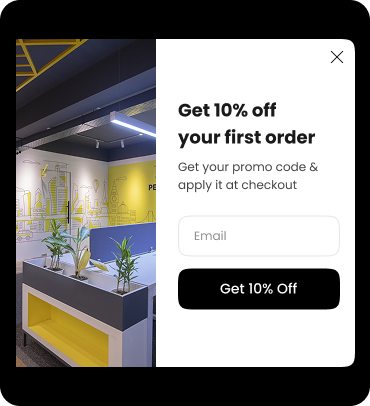 Get 10% off
your first order
Get your promo code &
apply it at checkout
Email
Get 10% Off